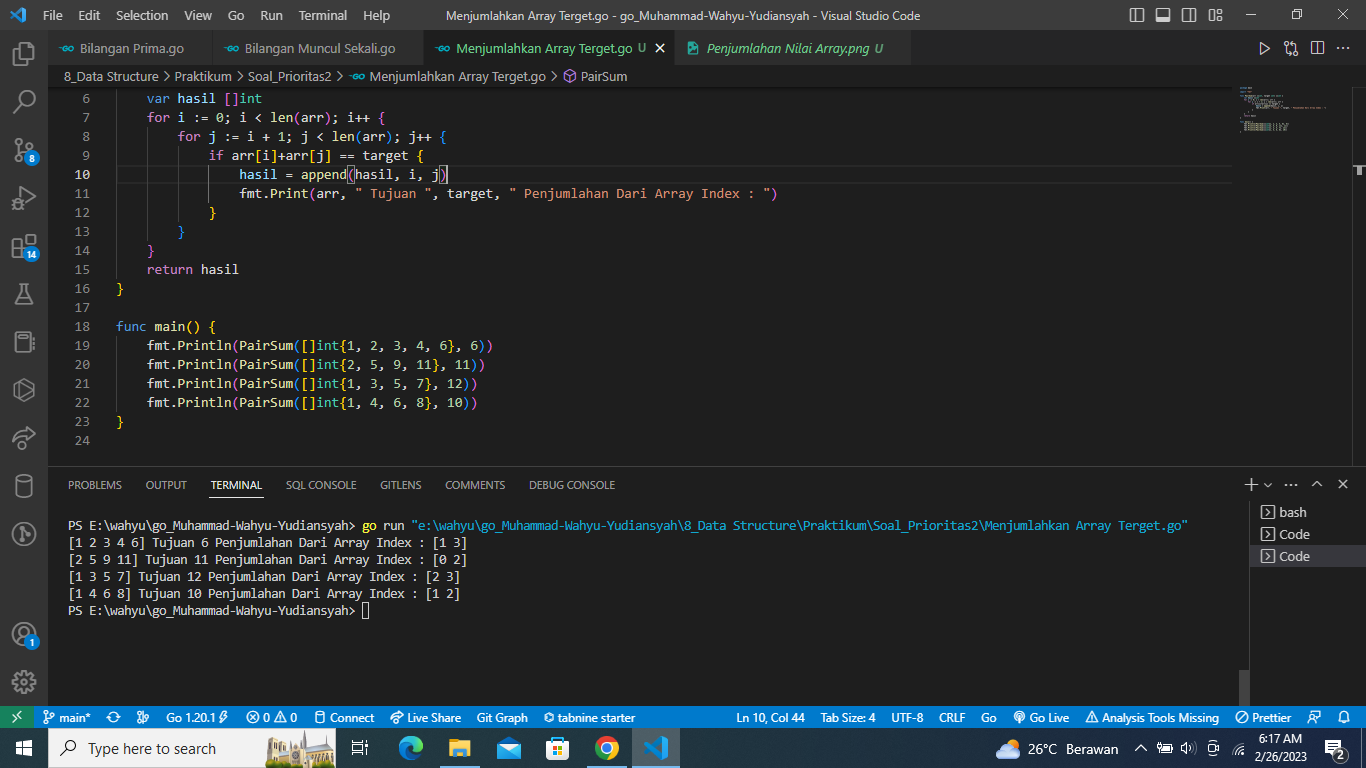 File Edit Selection View Go Run Terminal Help Menjumlahkan Array Terget.go - go_Muhammad-Wahyu-Yudiansyah - Visual Studio Code
Bilangan Prima.go Bilangan Muncul Sekali.go Menjumlahkan Array Terget.go U Penjumlahan Nilai Array.png U
8_Data Structure > Praktikum > Soal_Prioritas2 > Menjumlahkan Array Terget.go > PairSum
6 var hasil []int
7 for i := 0; i < len(arr); i++ {
8 for j := i + 1; j < len(arr); j++ {
9 if arr[i]+arr[j] == target {
10 hasil = append(hasil, i, j)
11 fmt.Print(arr, " Tujuan ", target, " Penjumlahan Dari Array Index : ")
12 }
13 }
14 }
15 return hasil
16 }
17
18 func main() {
19 fmt.Println(PairSum([]int{1, 2, 3, 4, 6}, 6))
20 fmt.Println(PairSum([]int{2, 5, 9, 11}, 11))
21 fmt.Println(PairSum([]int{1, 3, 5, 7}, 12))
22 fmt.Println(PairSum([]int{1, 4, 6, 8}, 10))
23 }
24
8
14
1
PROBLEMS OUTPUT TERMINAL SQL CONSOLE GITLENS COMMENTS DEBUG CONSOLE
PS E:\wahyu\go_Muhammad-Wahyu-Yudiansyah> go run "e:\wahyu\go_Muhammad-Wahyu-Yudiansyah\8_Data Structure\Praktikum\Soal_Prioritas2\Menjumlahkan Array Terget.go"
[1 2 3 4 6] Tujuan 6 Penjumlahan Dari Array Index : [1 3]
[2 5 9 11] Tujuan 11 Penjumlahan Dari Array Index : [0 2]
[1 3 5 7] Tujuan 12 Penjumlahan Dari Array Index : [2 3]
[1 4 6 8] Tujuan 10 Penjumlahan Dari Array Index : [1 2]
PS E:\wahyu\go_Muhammad-Wahyu-Yudiansyah>
bash
Code
Code
main* Go 1.20.1 0 0 Connect Live Share Git Graph tabnine starter Ln 10, Col 44 Tab Size: 4 UTF-8 CRLF Go Go Live Analysis Tools Missing Prettier
Type here to search 26°C Berawan 6:17 AM
2/26/2023 2